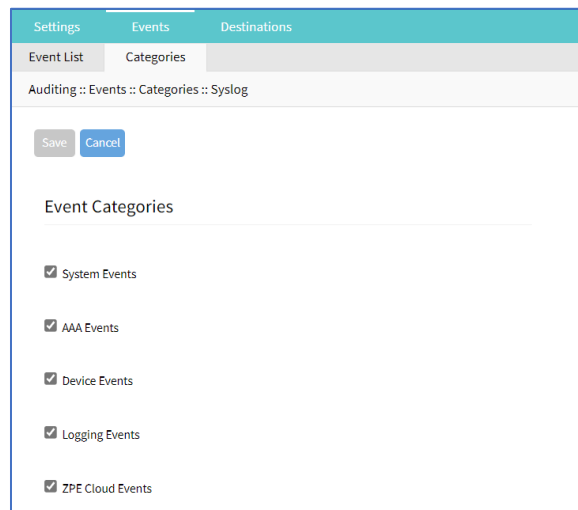 Settings Events Destinations
Event List Categories
Auditing :: Events :: Categories :: Syslog
Save Cancel
Event Categories
System Events
AAA Events
Device Events
Logging Events
ZPE Cloud Events